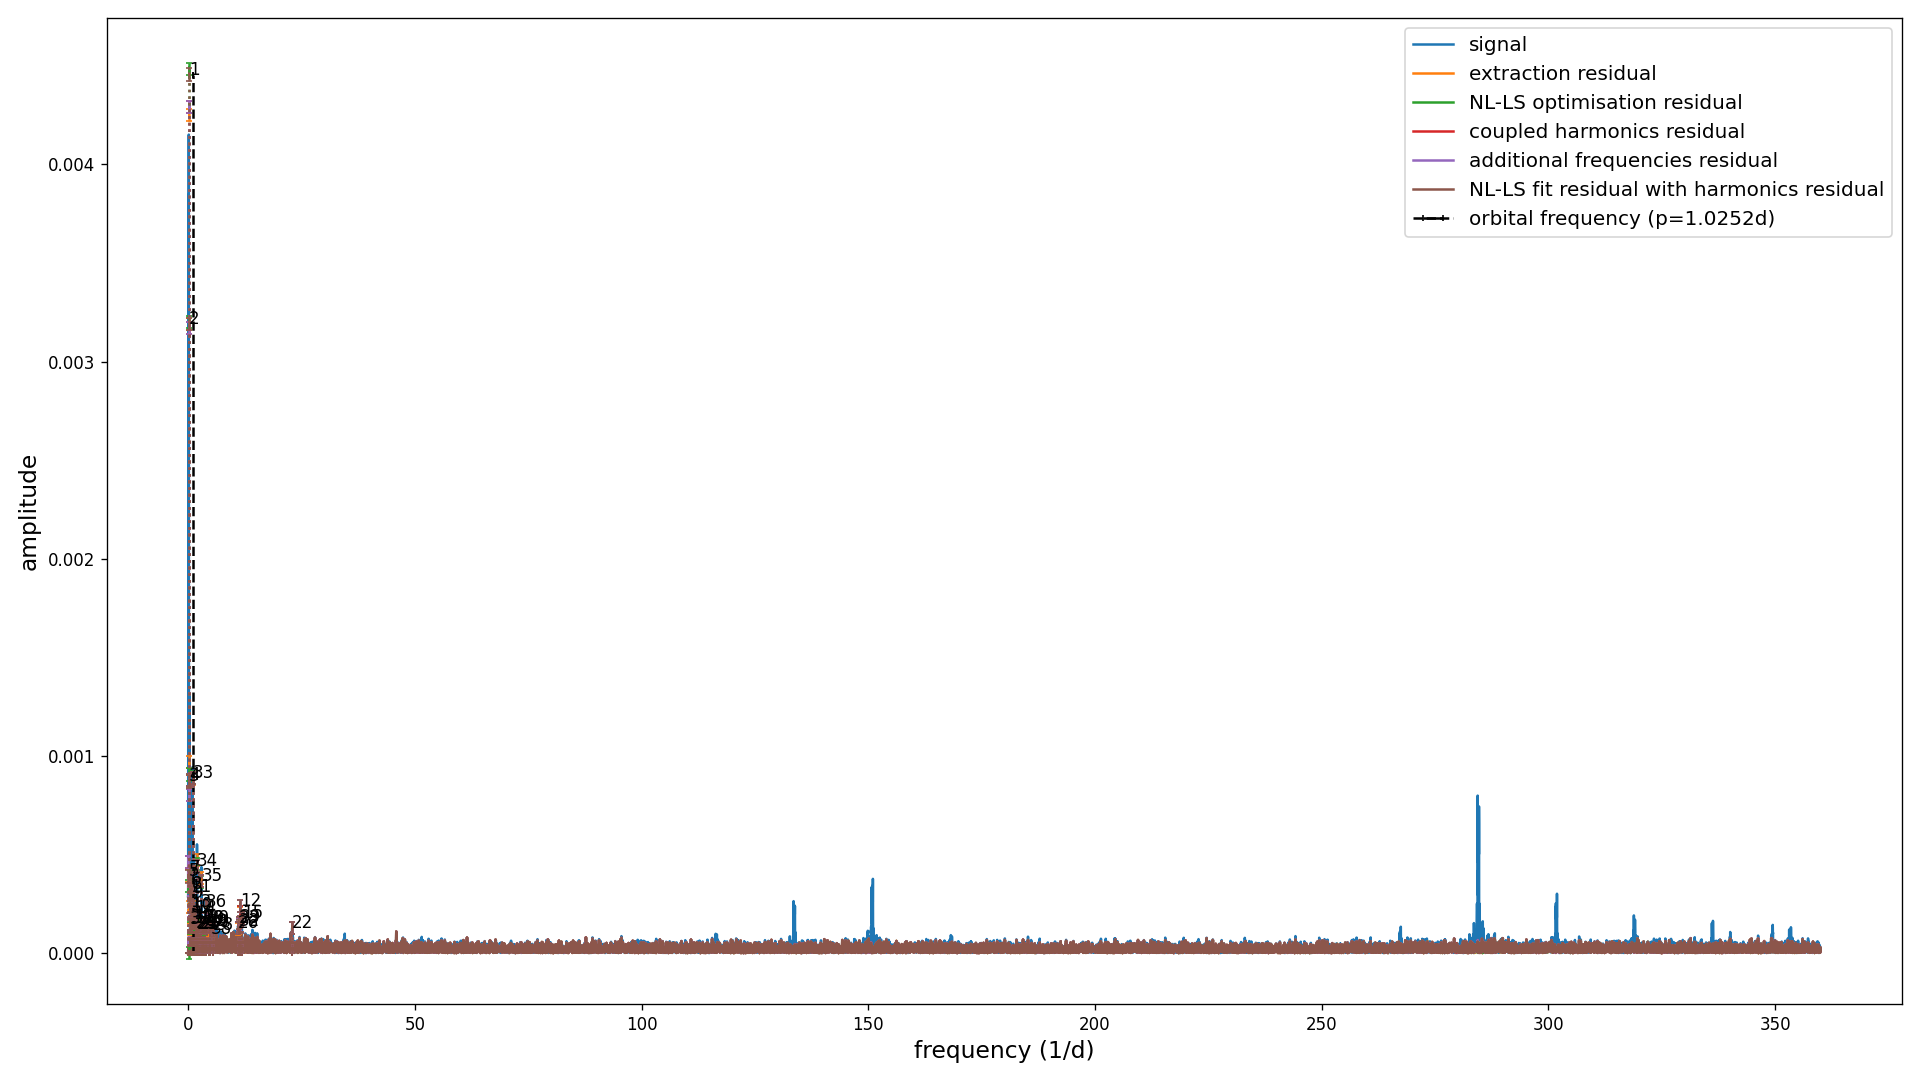 signal
extraction residual
NL-LS optimisation residual
coupled harmonics residual
additional frequencies residual
NL-LS fit residual with harmonics residual
orbital frequency (p=1.0252d)
amplitude
0.004
0.003
0.002
0.001
0.000
1
2
33
34
35
36
12
22
0
50
100
150
200
250
300
350
frequency (1/d)